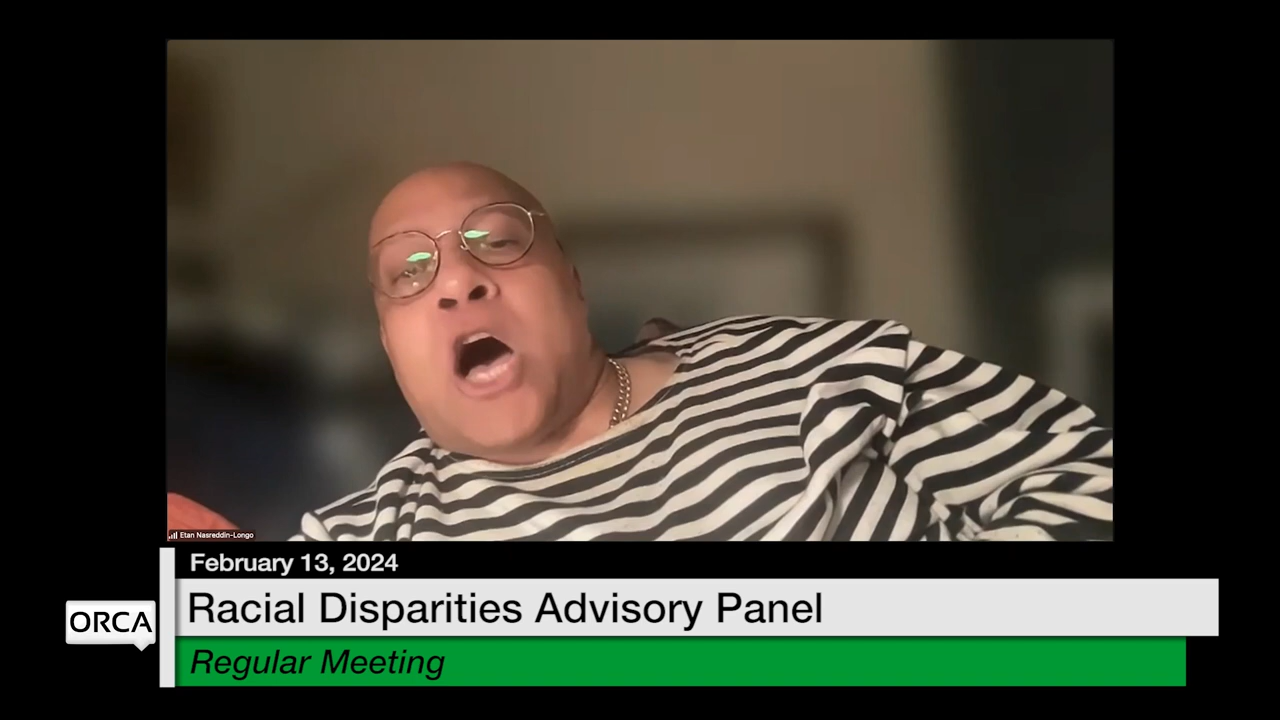 Etan Nasreddin-Longo
February 13, 2024
Racial Disparities Advisory Panel
ORCA
Regular Meeting